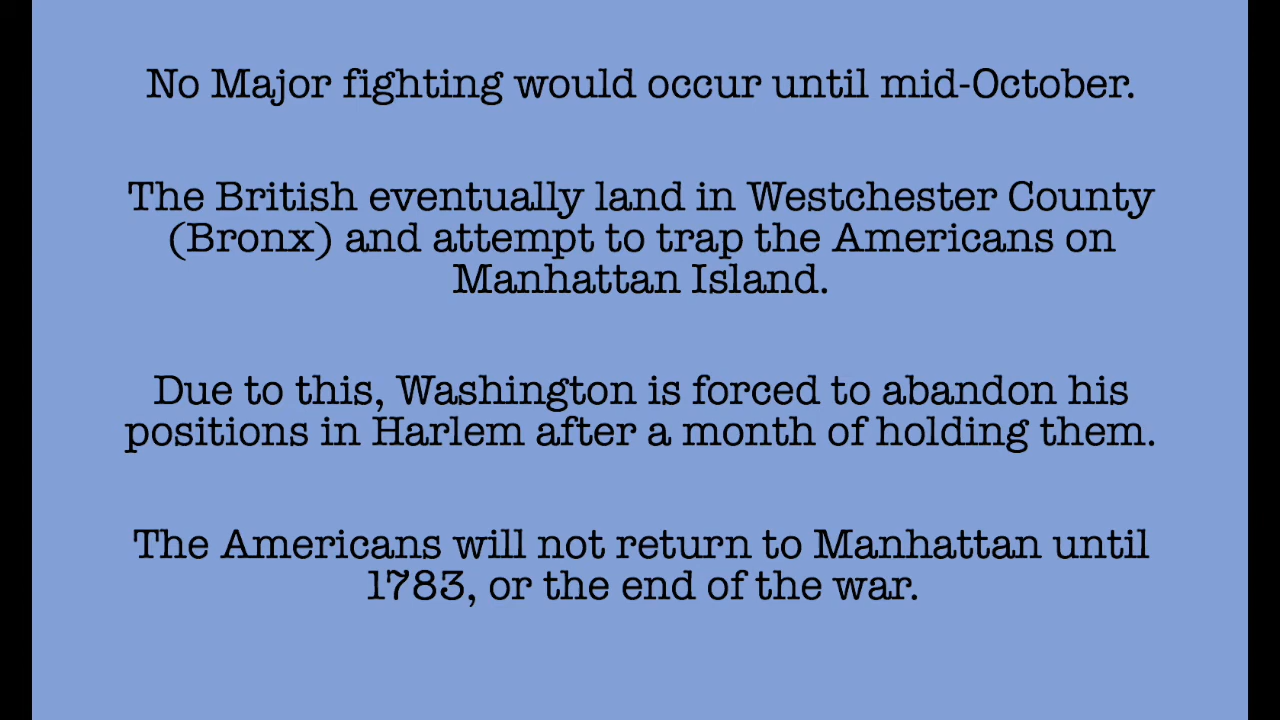 No Major fighting would occur until mid-October.
The British eventually land in Westchester County
(Bronx) and attempt to trap the Americans on
Manhattan Island.
Due to this, Washington is forced to abandon his
positions in Harlem after a month of holding them.
The Americans will not return to Manhattan until
1783, or the end of the war.